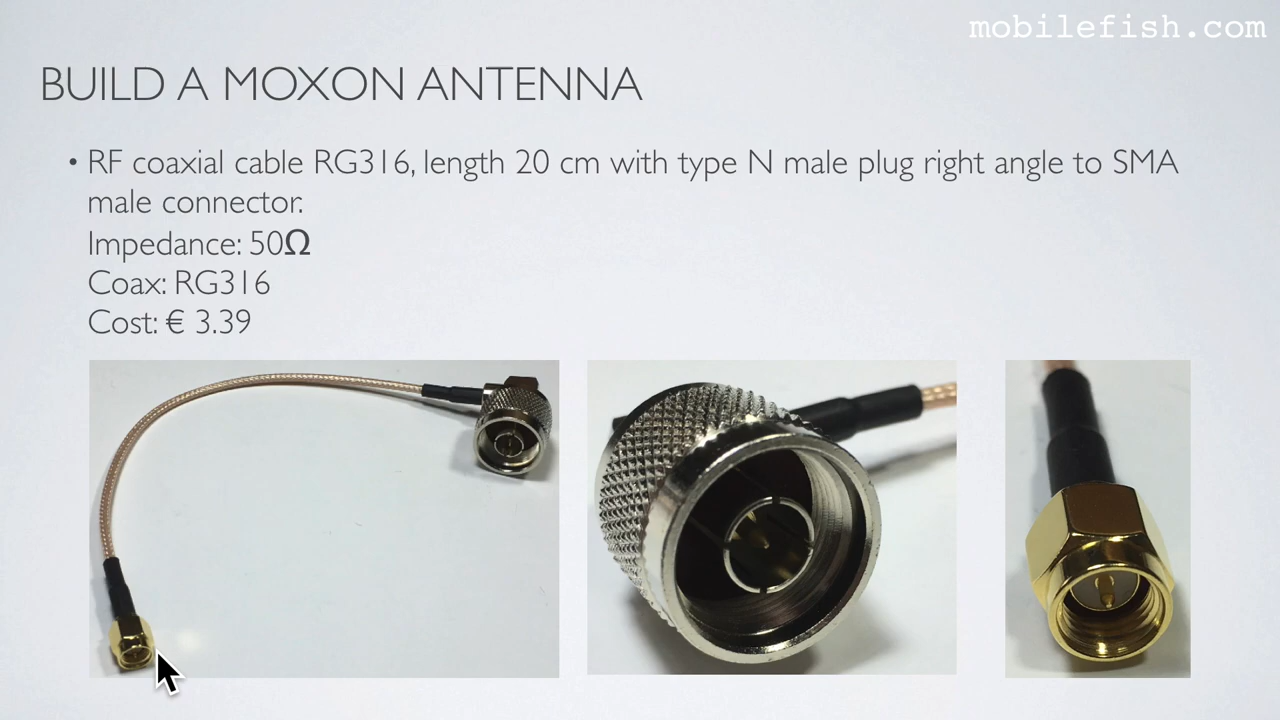 mobilefish.com
BUILD A MOXON ANTENNA
• RF coaxial cable RG316, length 20 cm with type N male plug right angle to SMA
male connector.
Impedance: 50Ω
Coax: RG316
Cost: € 3.39